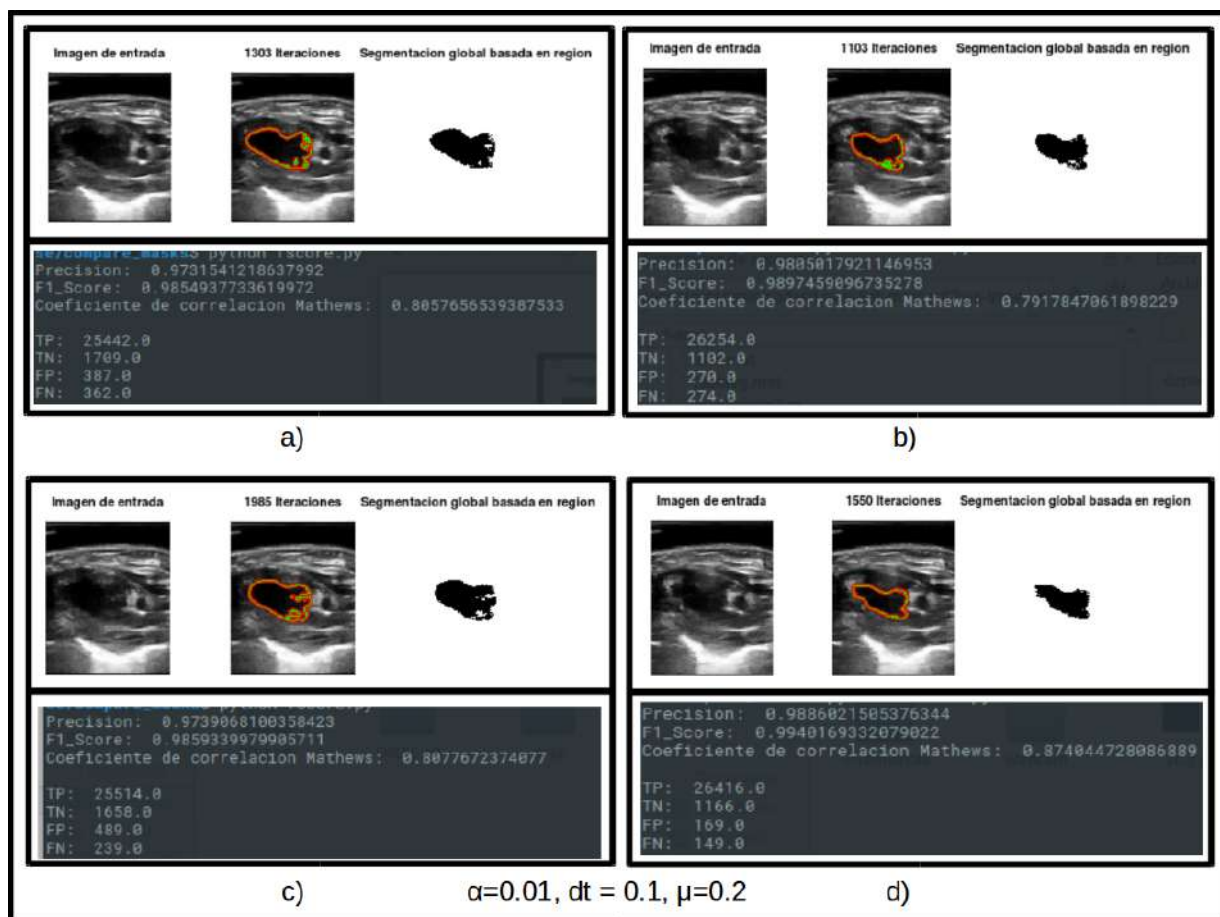 Imagen de entrada 1303 Iteraciones Segmentacion global basada en region
Precision: 0.9731541218637992
F1_Score: 0.9854937733619972
Coeficiente de correlacion Mathews: 0.8057656539387533
TP: 25442.0
TN: 1709.0
FP: 387.0
FN: 362.0
a)
Imagen de entrada 1103 Iteraciones Segmentacion global basada en region
Precision: 0.9805017921146953
F1_Score: 0.9897459096735278
Coeficiente de correlacion Mathews: 0.7917847061898229
TP: 26254.0
TN: 1102.0
FP: 270.0
FN: 274.0
b)
Imagen de entrada 1985 Iteraciones Segmentacion global basada en region
Precision: 0.9739068100358423
F1_Score: 0.9859339979905711
Coeficiente de correlacion Mathews: 0.8077672374077
TP: 25514.0
TN: 1658.0
FP: 489.0
FN: 239.0
c)
Imagen de entrada 1550 Iteraciones Segmentacion global basada en region
Precision: 0.9886021505376344
F1_Score: 0.9940169332079022
Coeficiente de correlacion Mathews: 0.874044728086889
TP: 26416.0
TN: 1166.0
FP: 169.0
FN: 149.0
α=0.01, dt = 0.1, μ=0.2
d)